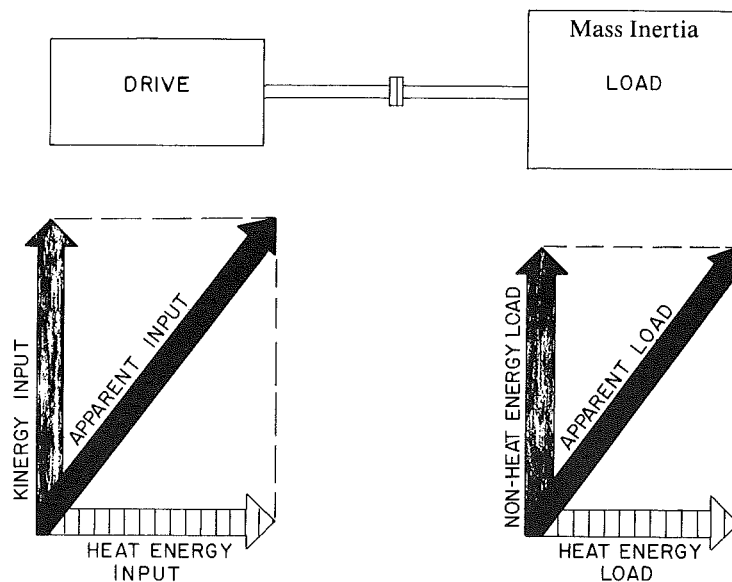 DRIVE
Mass Inertia
LOAD
KINERGY INPUT
APPARENT INPUT
HEAT ENERGY
INPUT
NON-HEAT ENERGY LOAD
APPARENT LOAD
HEAT ENERGY
LOAD